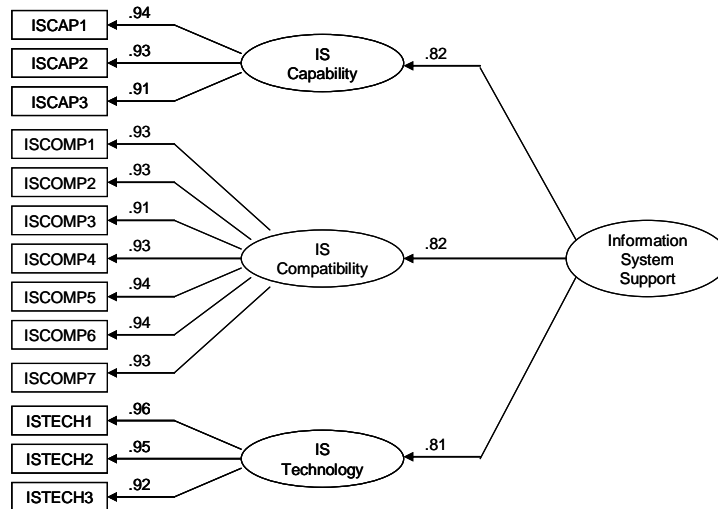 ISCAP1
.94
ISCAP2
.93
ISCAP3
.91
IS
Capability
.82
ISCOMP1
.93
ISCOMP2
.93
ISCOMP3
.91
ISCOMP4
.93
ISCOMP5
.94
ISCOMP6
.94
ISCOMP7
.93
IS
Compatibility
.82
Information
System
Support
ISTECH1
.96
ISTECH2
.95
ISTECH3
.92
IS
Technology
.81